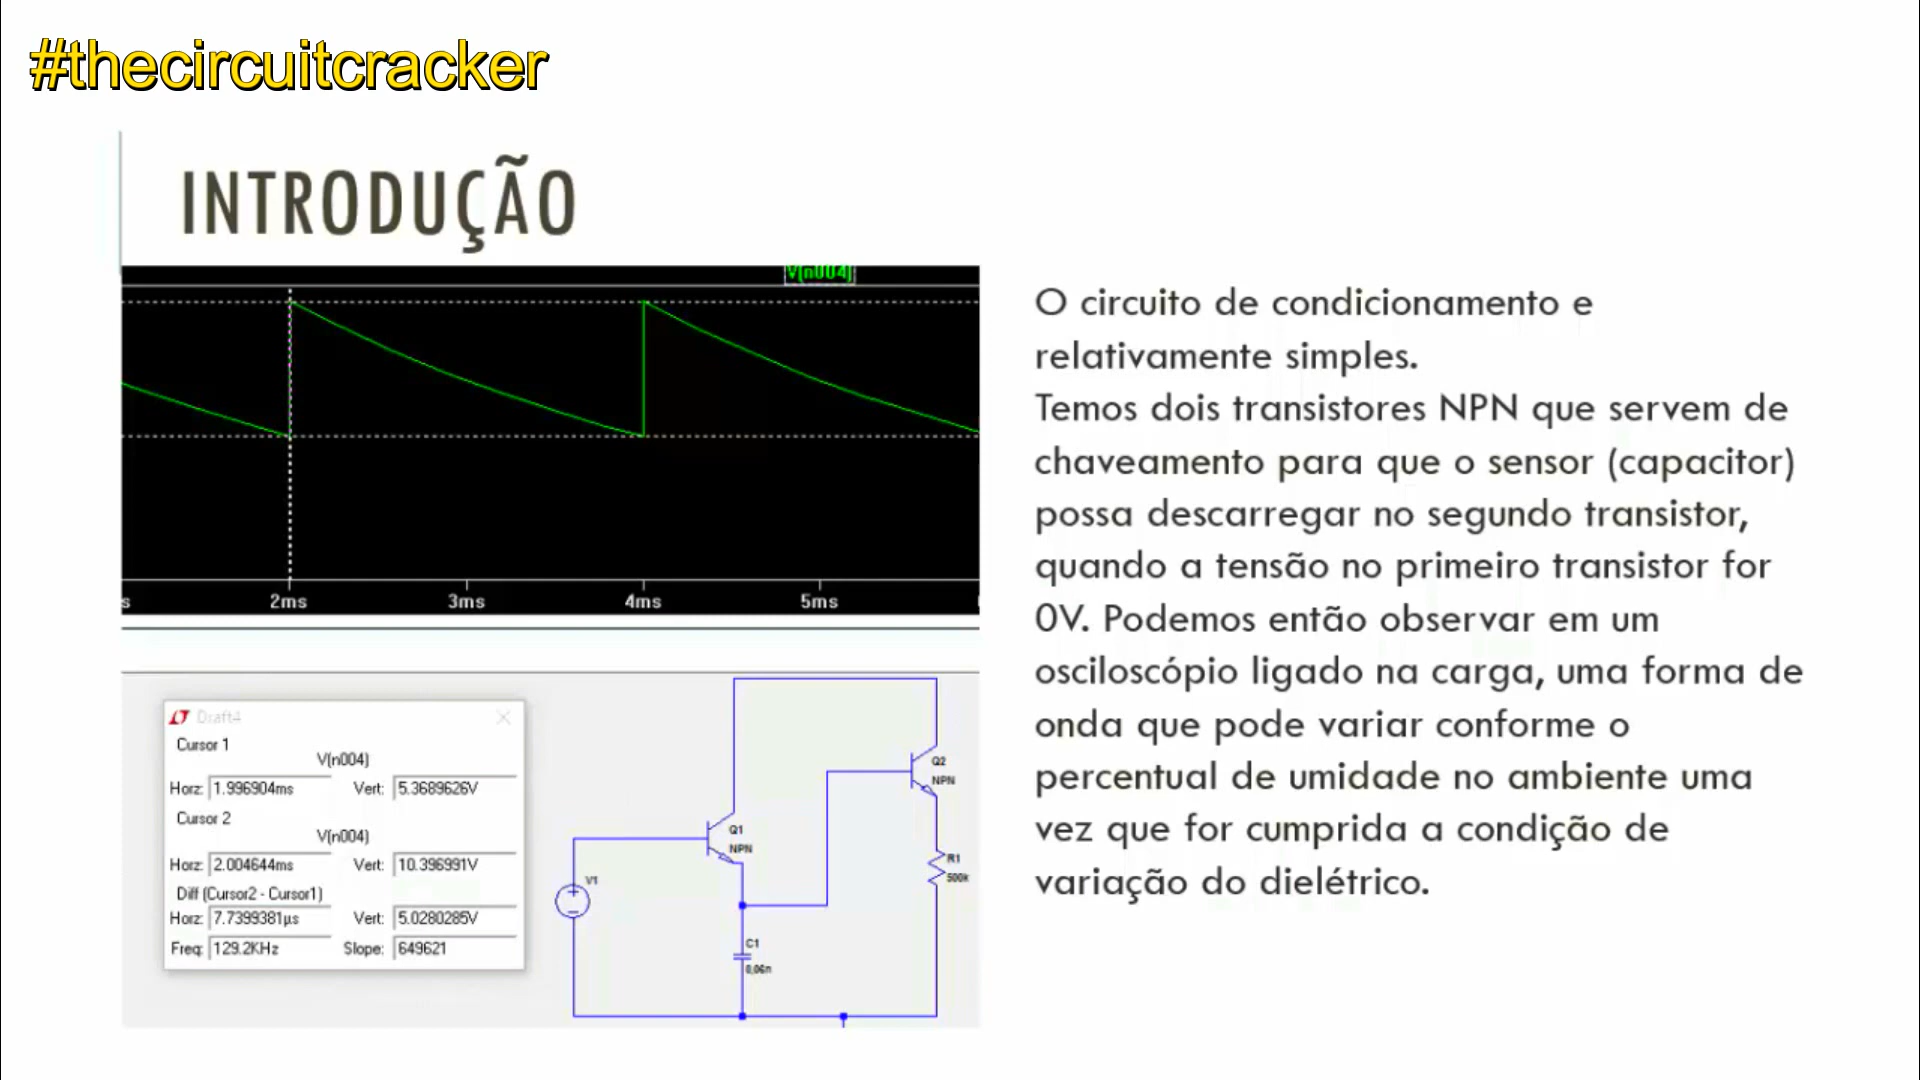 #thecircuitcracker
INTRODUÇÃO
V[n004]
s 2ms 3ms 4ms 5ms
O circuito de condicionamento e
relativamente simples.
Temos dois transistores NPN que servem de
chaveamento para que o sensor (capacitor)
possa descarregar no segundo transistor,
quando a tensão no primeiro transistor for
0V. Podemos então observar em um
osciloscópio ligado na carga, uma forma de
onda que pode variar conforme o
percentual de umidade no ambiente uma
vez que for cumprida a condição de
variação do dielétrico.
Draft4
Cursor 1
V(n004)
Horz: 1.996904ms Vert: 5.3689626V
Cursor 2
V(n004)
Horz: 2.004644ms Vert: 10.396991V
Diff (Cursor2 - Cursor1)
Horz: 7.7399381µs Vert: 5.0280285V
Freq: 129.2KHz Slope: 649621
Q2
NPN
Q1
NPN
R1
500k
V1
C1
0,06n